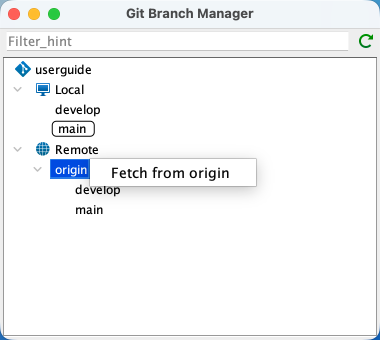 Git Branch Manager
Filter_hint
userguide
Local
develop
main
Remote
origin
Fetch from origin
develop
main